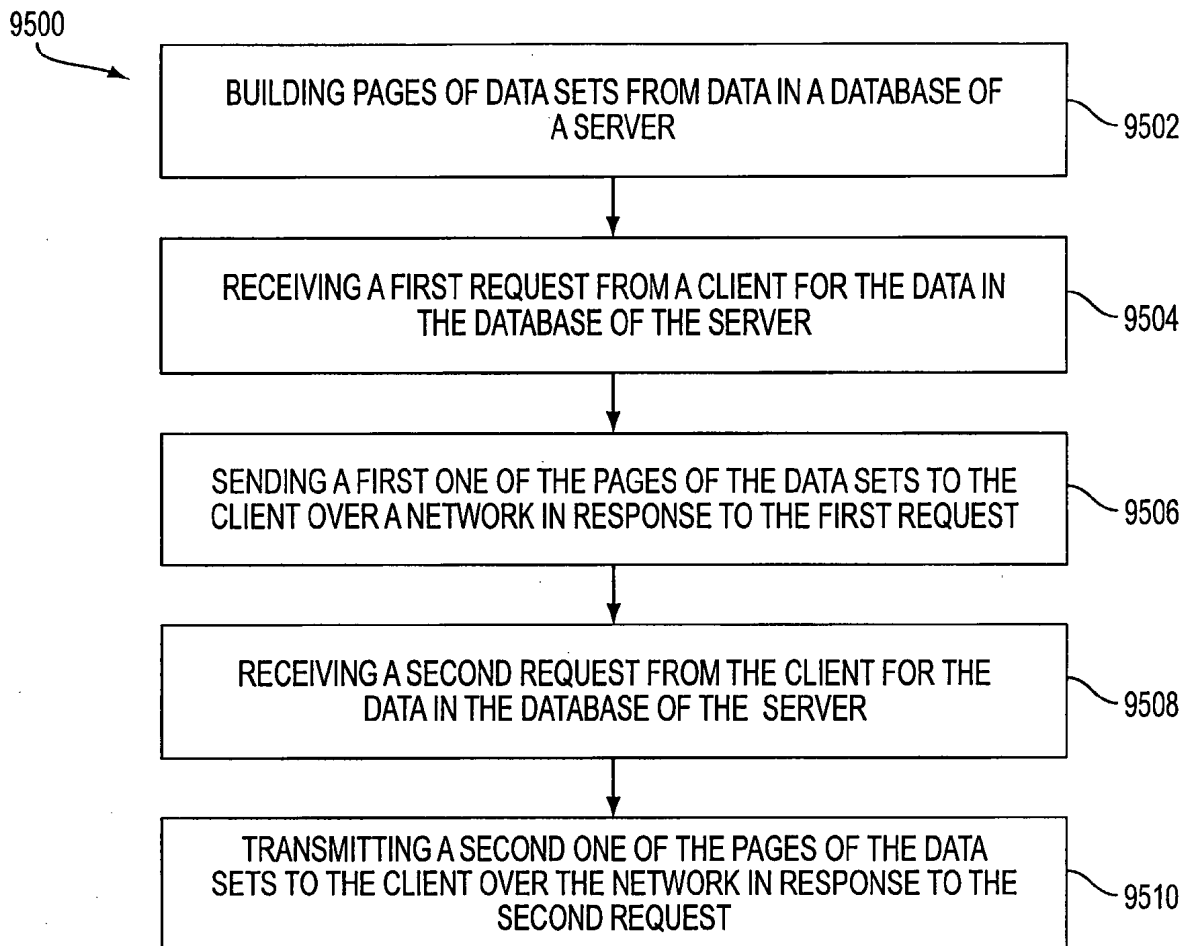 9500
BUILDING PAGES OF DATA SETS FROM DATA IN A DATABASE OF
A SERVER
9502
RECEIVING A FIRST REQUEST FROM A CLIENT FOR THE DATA IN
THE DATABASE OF THE SERVER
9504
SENDING A FIRST ONE OF THE PAGES OF THE DATA SETS TO THE
CLIENT OVER A NETWORK IN RESPONSE TO THE FIRST REQUEST
9506
RECEIVING A SECOND REQUEST FROM THE CLIENT FOR THE
DATA IN THE DATABASE OF THE SERVER
9508
TRANSMITTING A SECOND ONE OF THE PAGES OF THE DATA
SETS TO THE CLIENT OVER THE NETWORK IN RESPONSE TO THE
SECOND REQUEST
9510